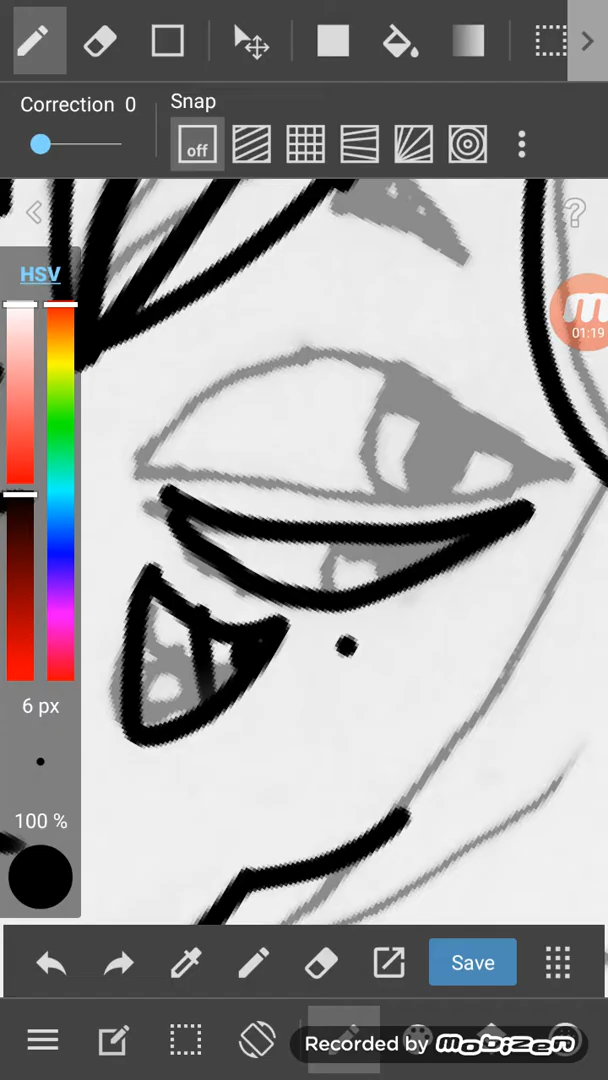 Correction 0
Snap
off
HSV
01:19
6 px
100 %
Save
Recorded by mobizen